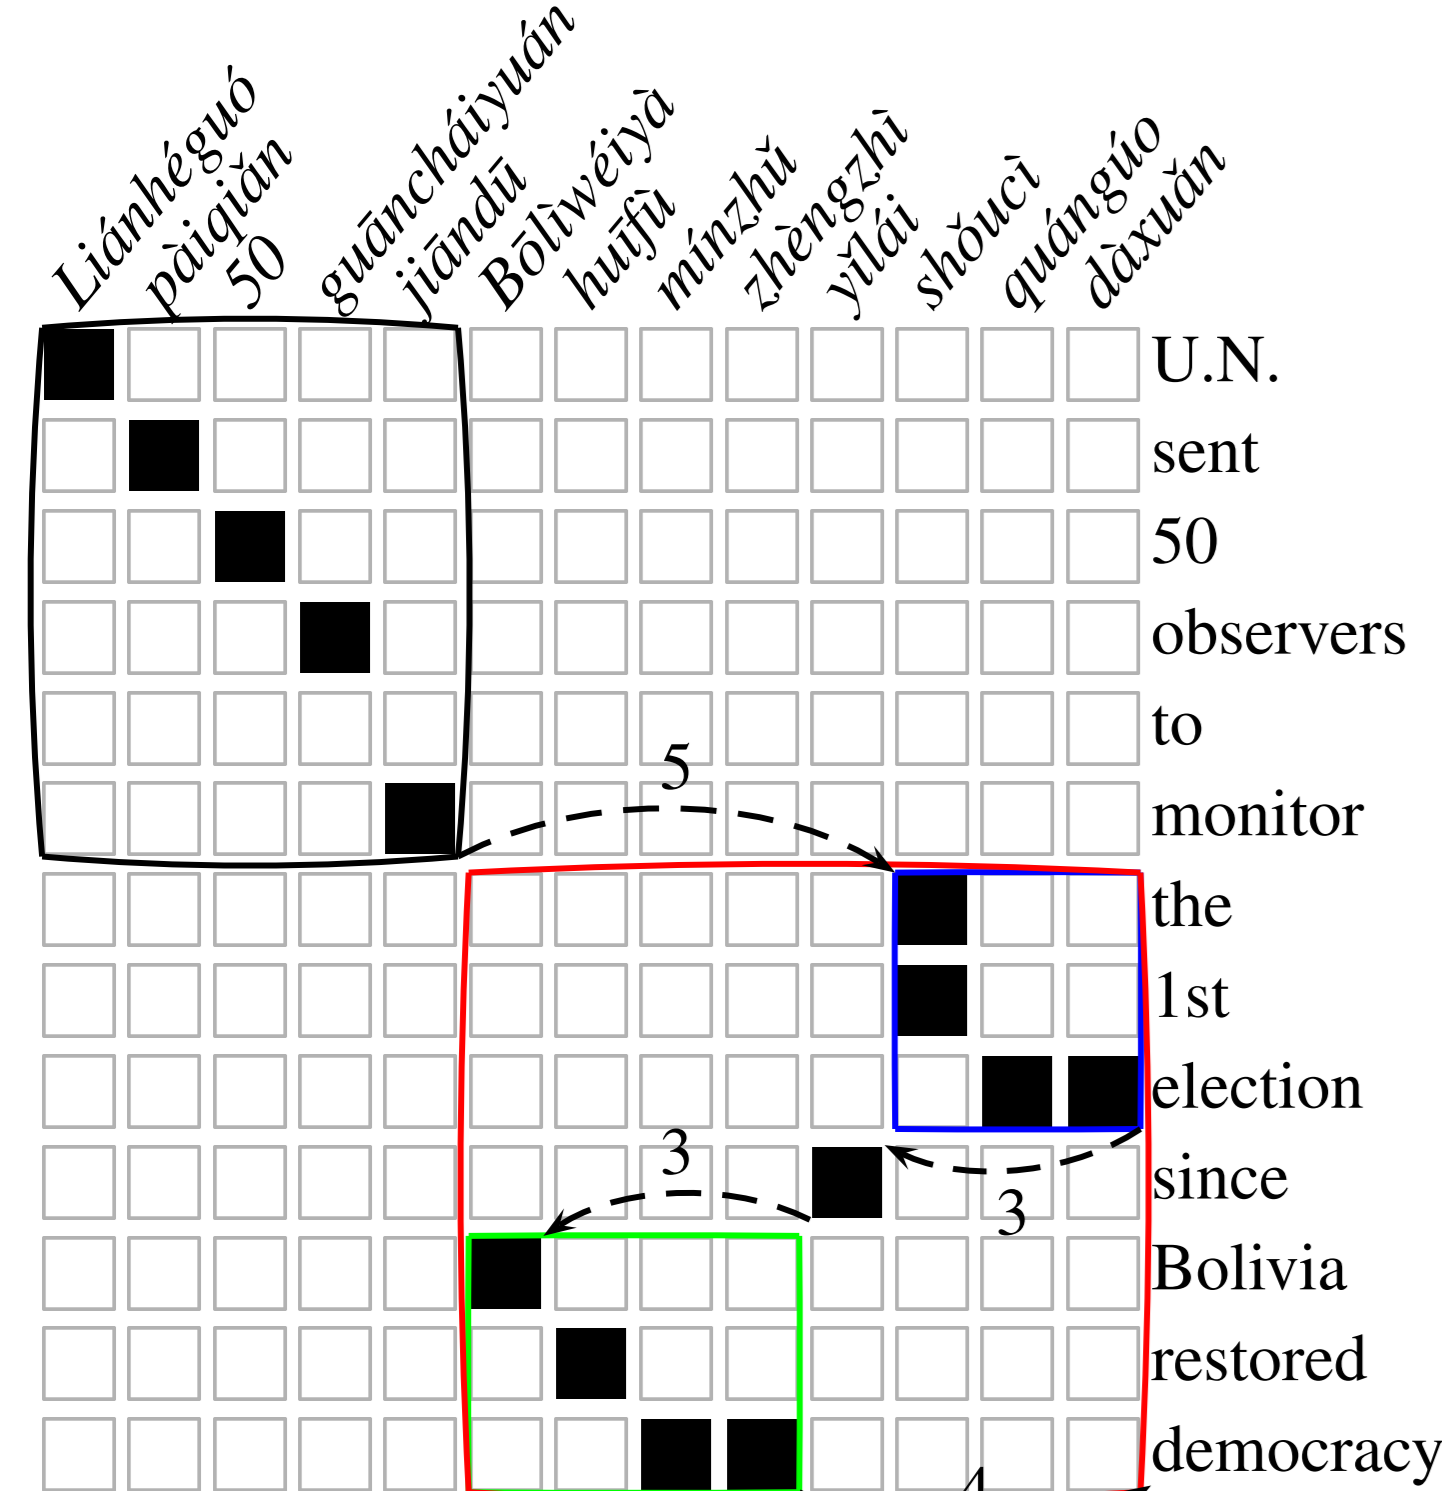 Liánhéguó
pàiqiǎn
50
guāncháiyuán
jiāndū
Bōlìwéiyà
huīfù
mínzhǔ
zhèngzhì
yǐlái
shǒucì
quángúo
dàxuǎn
U.N.
sent
50
observers
to
5
monitor
the
1st
election
3
since
3
Bolivia
restored
democracy
4